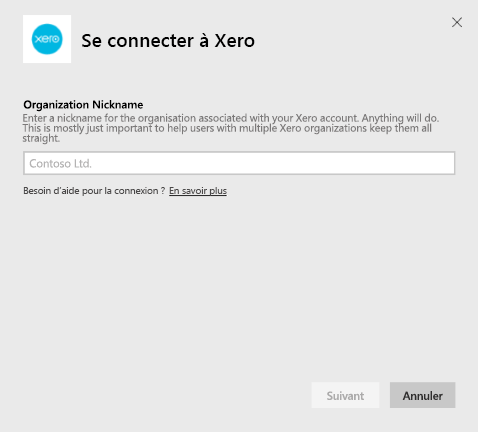 xero
Se connecter à Xero
Organization Nickname
Enter a nickname for the organisation associated with your Xero account. Anything will do.
This is mostly just important to help users with multiple Xero organizations keep them all
straight.
Contoso Ltd.
Besoin d'aide pour la connexion ? En savoir plus
Suivant
Annuler